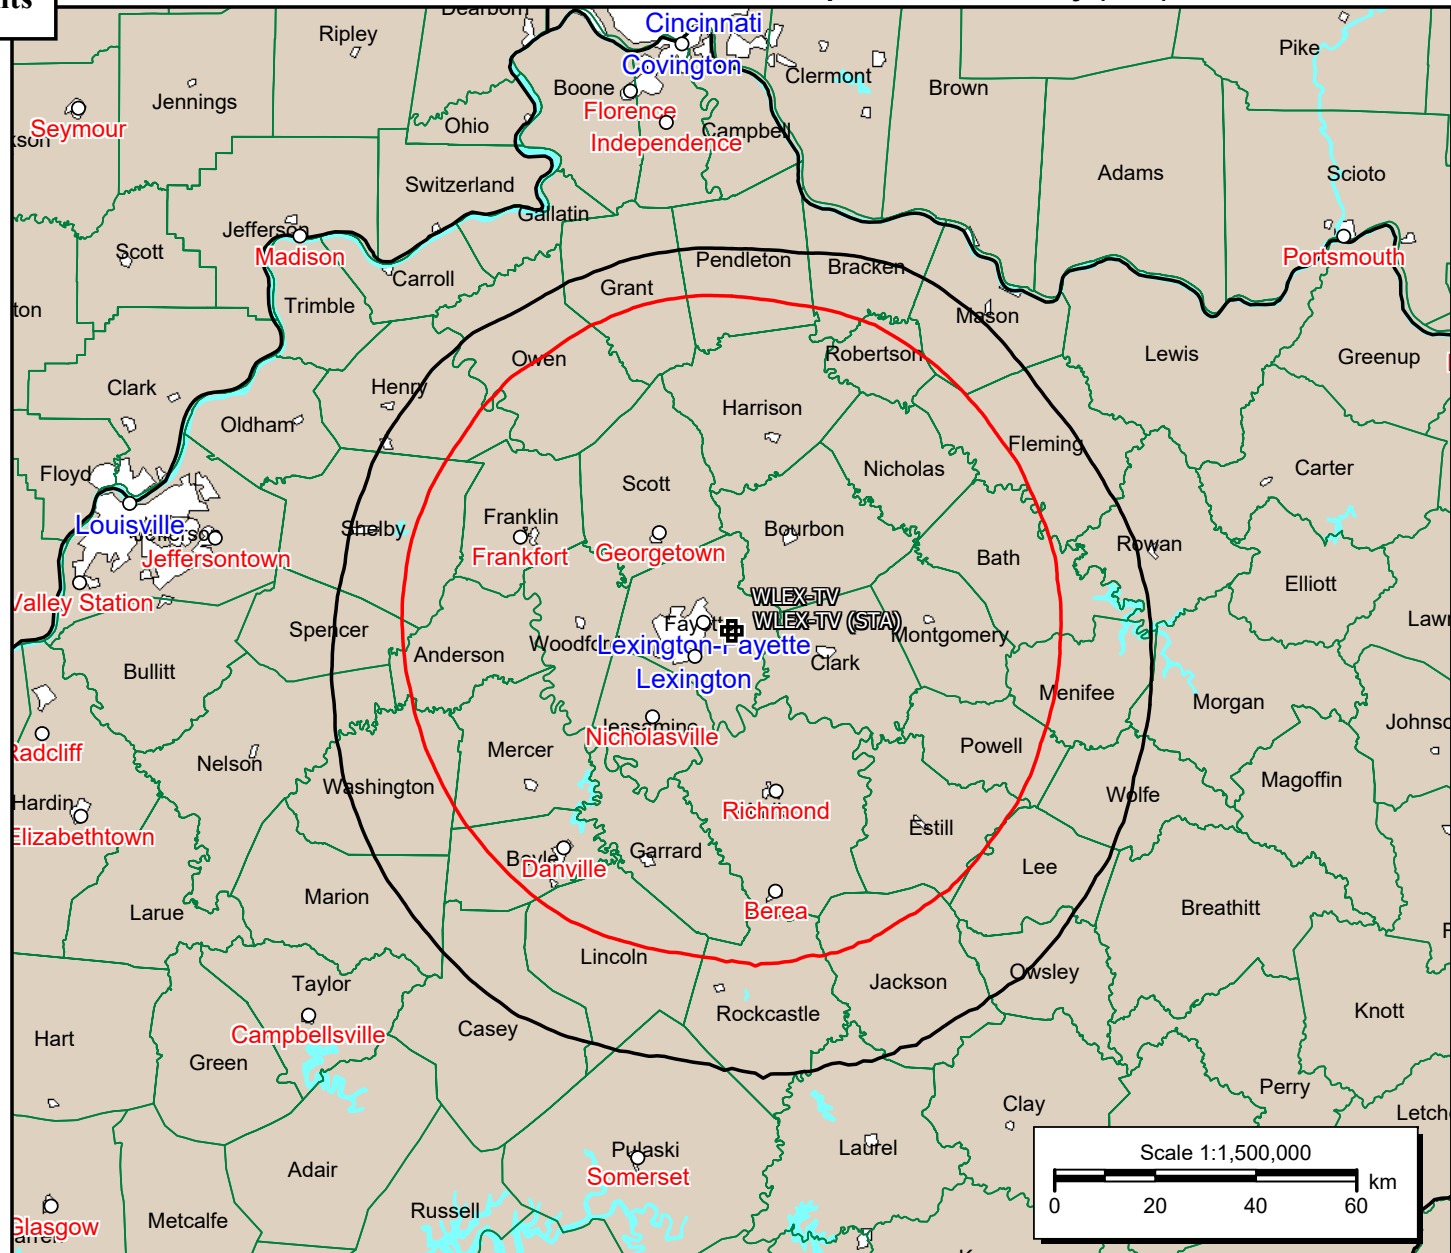 Dearborn
Cincinnati
Ripley
Pike
Covington
Clermont
Boone
Brown
Jennings
Florence
Seymour
Ohio
Campbell
Independence
Adams
Scioto
Switzerland
Gallatin
Jefferson
Scott
Madison
Portsmouth
Pendleton
Bracken
Carroll
Grant
Trimble
Mason
Owen
Robertson
Lewis
Greenup
Clark
Henry
Harrison
Oldham
Fleming
Floyd
Nicholas
Carter
Scott
Louisville
Shelby
Franklin
Bourbon
Rowan
Jeffersontown
Frankfort
Georgetown
Bath
Elliott
Valley Station
WLEX-TV
WLEX-TV (STA)
Spencer
Montgomery
Lexington-Fayette
Anderson
Clark
Bullitt
Lexington
Menifee
Morgan
Nicholasville
Radcliff
Mercer
Powell
Nelson
Magoffin
Washington
Wolfe
Hardin
Richmond
Estill
Elizabethtown
Boyle
Garrard
Danville
Lee
Marion
Breathitt
Larue
Berea
Lincoln
Owsley
Jackson
Taylor
Knott
Rockcastle
Casey
Campbellsville
Hart
Green
Perry
Clay
Laurel
Pulaski
Scale 1:1,500,000
Adair
Somerset
km
0 20 40 60
Russell
Metcalfe
Glasgow